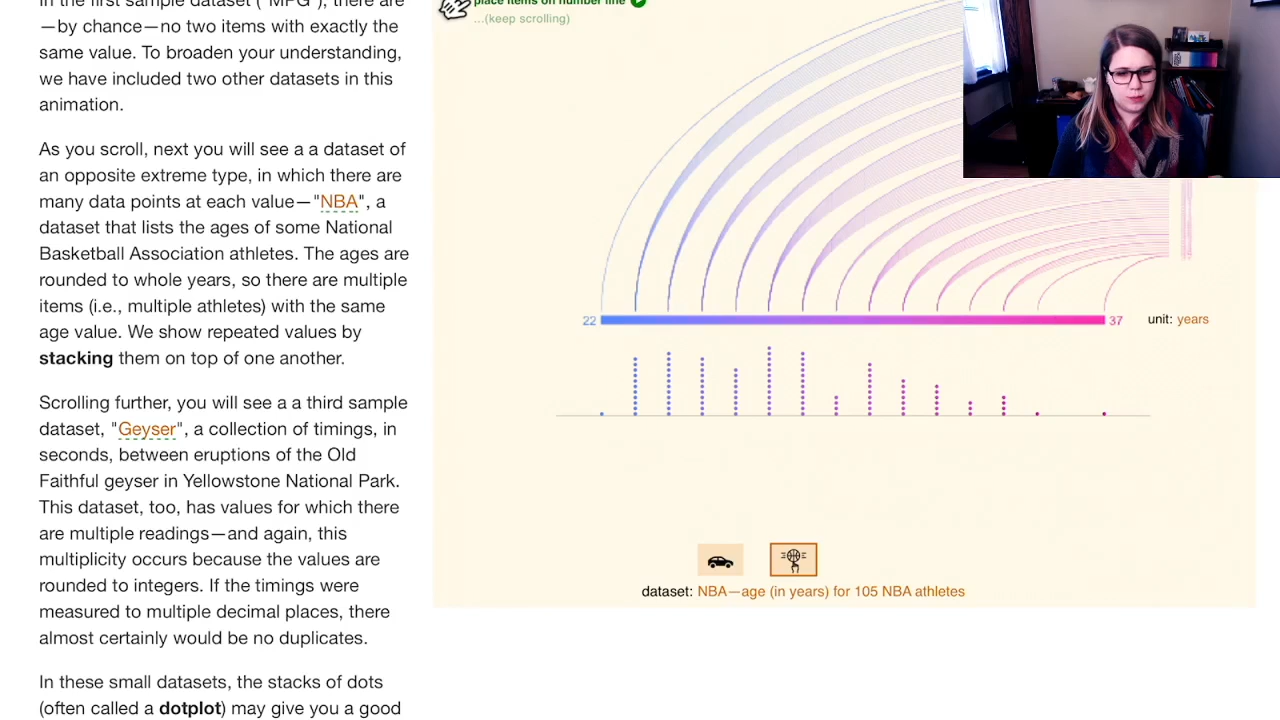 In the first sample dataset ("MPG"), there are
—by chance—no two items with exactly the
same value. To broaden your understanding,
we have included two other datasets in this
animation.
As you scroll, next you will see a a dataset of
an opposite extreme type, in which there are
many data points at each value—"NBA", a
dataset that lists the ages of some National
Basketball Association athletes. The ages are
rounded to whole years, so there are multiple
items (i.e., multiple athletes) with the same
age value. We show repeated values by
stacking them on top of one another.
Scrolling further, you will see a a third sample
dataset, "Geyser", a collection of timings, in
seconds, between eruptions of the Old
Faithful geyser in Yellowstone National Park.
This dataset, too, has values for which there
are multiple readings—and again, this
multiplicity occurs because the values are
rounded to integers. If the timings were
measured to multiple decimal places, there
almost certainly would be no duplicates.
In these small datasets, the stacks of dots
(often called a dotplot) may give you a good
place items on number line
...(keep scrolling)
22
37
unit: years
dataset: NBA—age (in years) for 105 NBA athletes